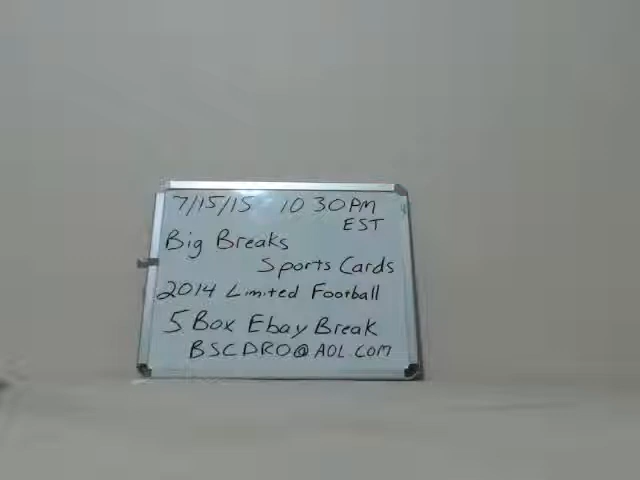 7/15/15 10 30PM
EST
Big Breaks
Sports Cards
2014 Limited Football
5 Box Ebay Break
BSCDRO@AOL.COM